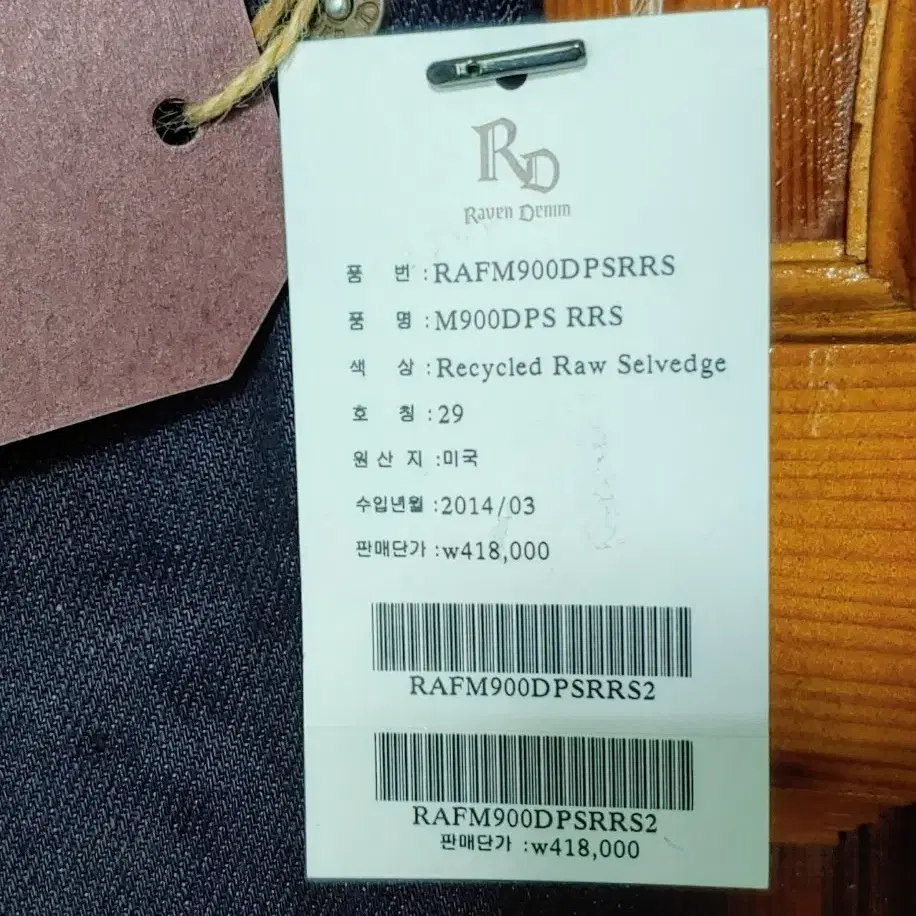 RD
Raven Denim
품 번 : RAFM900DPSRRS
품 명 : M900DPS RRS
색 상 : Recycled Raw Selvedge
호 칭 : 29
원 산 지 : 미국
수입년월 : 2014/03
판매단가 : w418,000
RAFM900DPSRRS2
RAFM900DPSRRS2
판매단가 : w418,000